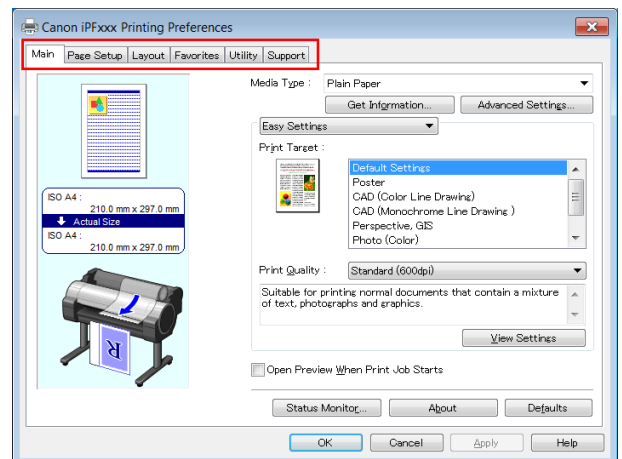 Canon iPFxxx Printing Preferences
Main Page Setup Layout Favorites Utility Support
Media Type : Plain Paper
Get Information... Advanced Settings...
Easy Settings
Print Target :
Default Settings
Poster
CAD (Color Line Drawing)
CAD (Monochrome Line Drawing )
Perspective, GIS
Photo (Color)
ISO A4 :
210.0 mm x 297.0 mm
Actual Size
ISO A4 :
210.0 mm x 297.0 mm
R
Print Quality : Standard (600dpi)
Suitable for printing normal documents that contain a mixture
of text, photographs and graphics.
View Settings
Open Preview When Print Job Starts
Status Monitor... About Defaults
OK Cancel Apply Help